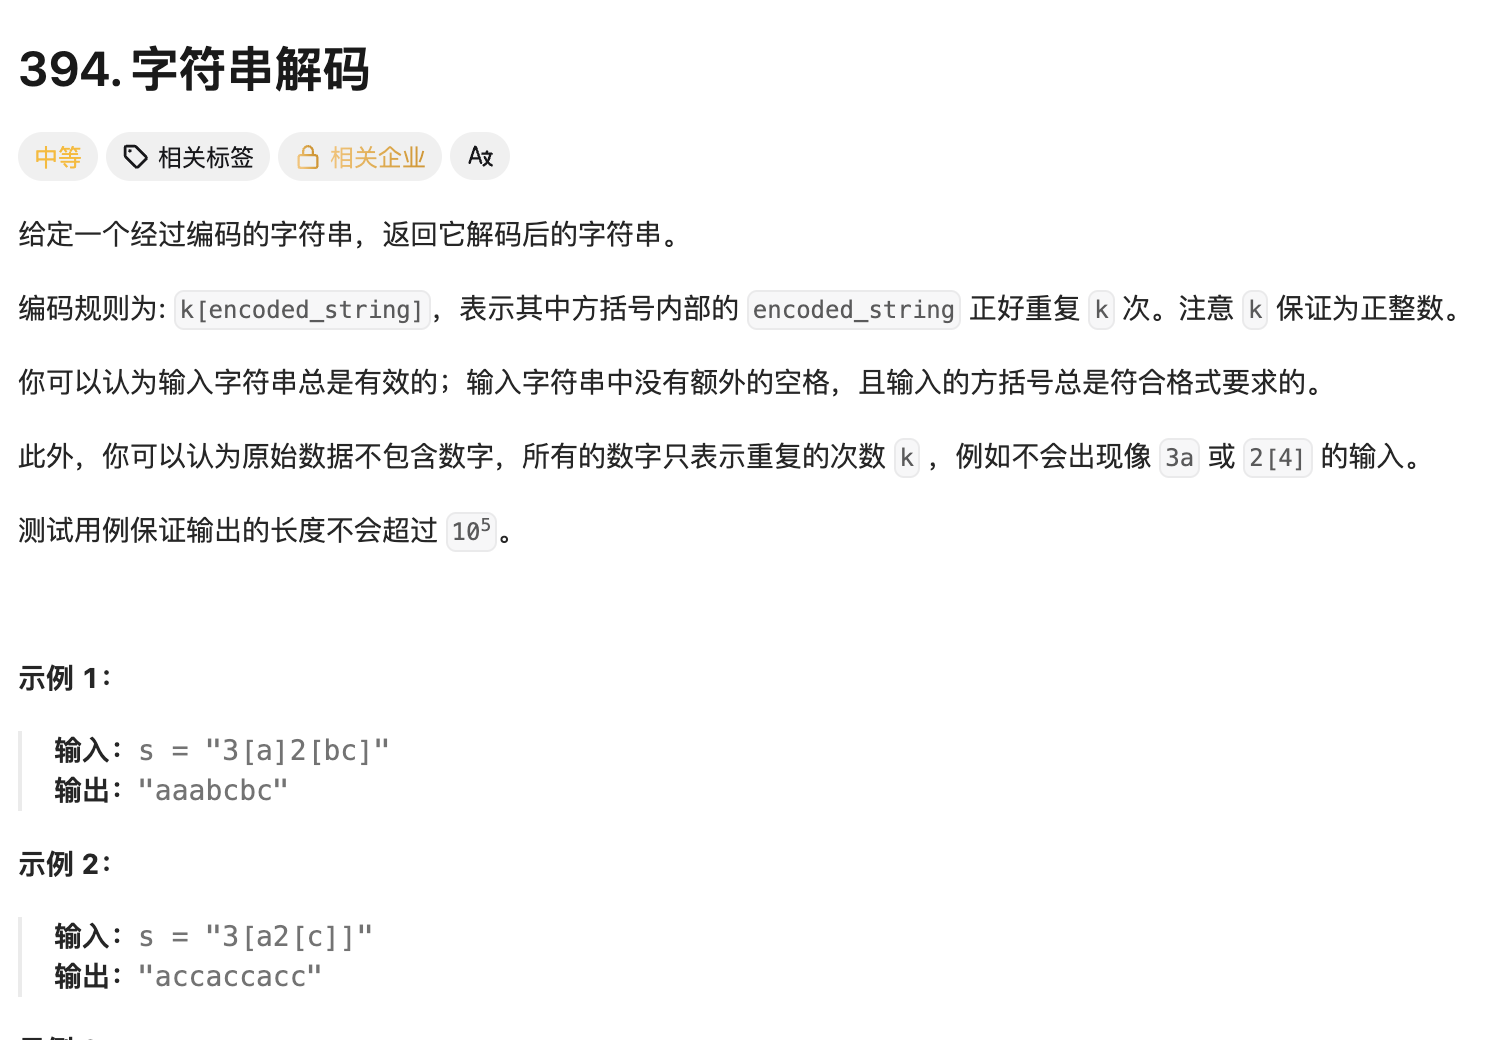 394. 字符串解码
中等 相关标签 相关企业 A文
给定一个经过编码的字符串，返回它解码后的字符串。
编码规则为: k[encoded_string]，表示其中方括号内部的 encoded_string 正好重复 k 次。注意 k 保证为正整数。
你可以认为输入字符串总是有效的；输入字符串中没有额外的空格，且输入的方括号总是符合格式要求的。
此外，你可以认为原始数据不包含数字，所有的数字只表示重复的次数 k ，例如不会出现像 3a 或 2[4] 的输入。
测试用例保证输出的长度不会超过 10⁵。
示例 1：
输入：s = "3[a]2[bc]"
输出："aaabcbc"
示例 2：
输入：s = "3[a2[c]]"
输出："accaccacc"